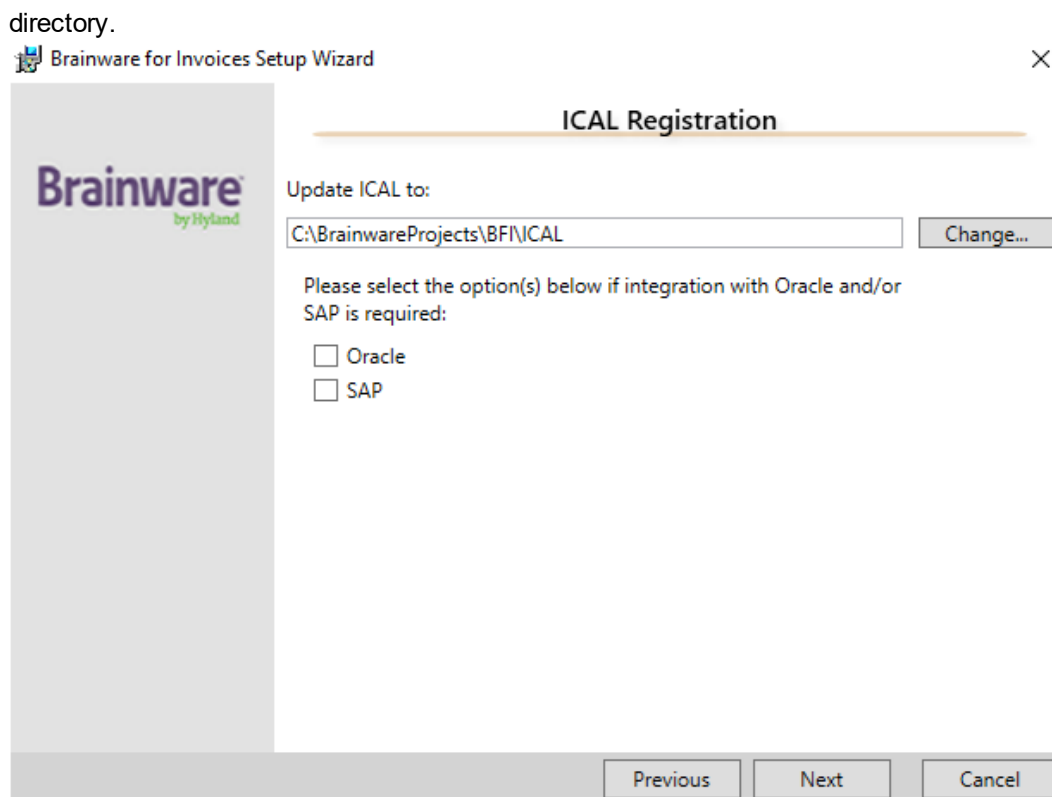 directory.
Brainware for Invoices Setup Wizard
ICAL Registration
Brainware
by Hyland
Update ICAL to:
C:\BrainwareProjects\BFI\ICAL
Change...
Please select the option(s) below if integration with Oracle and/or
SAP is required:
Oracle
SAP
Previous
Next
Cancel